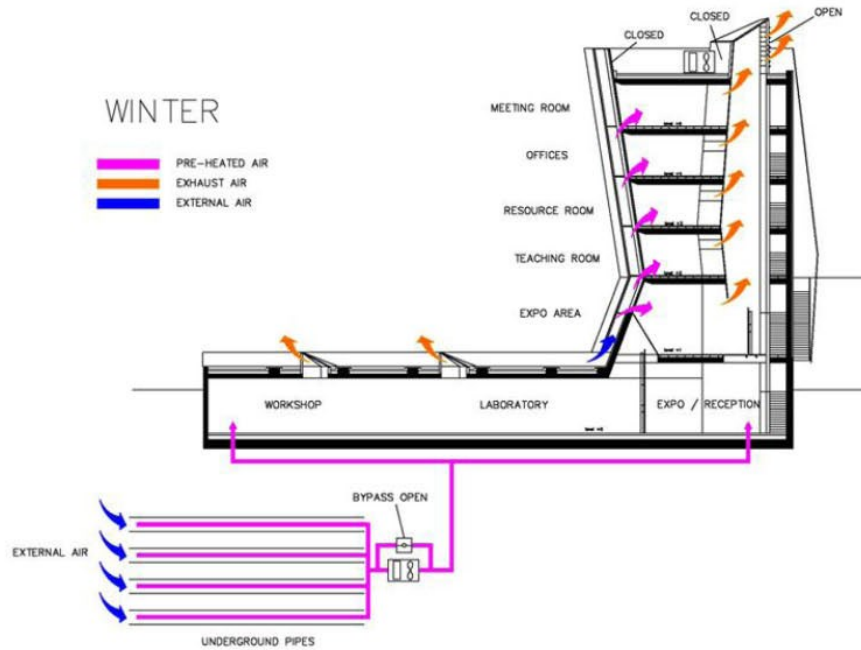 CLOSED
OPEN
CLOSED
WINTER
MEETING ROOM
PRE-HEATED AIR
OFFICES
EXHAUST AIR
EXTERNAL AIR
RESOURCE ROOM
TEACHING ROOM
EXPO AREA
WORKSHOP
LABORATORY
EXPO / RECEPTION
BYPASS OPEN
EXTERNAL AIR
UNDERGROUND PIPES